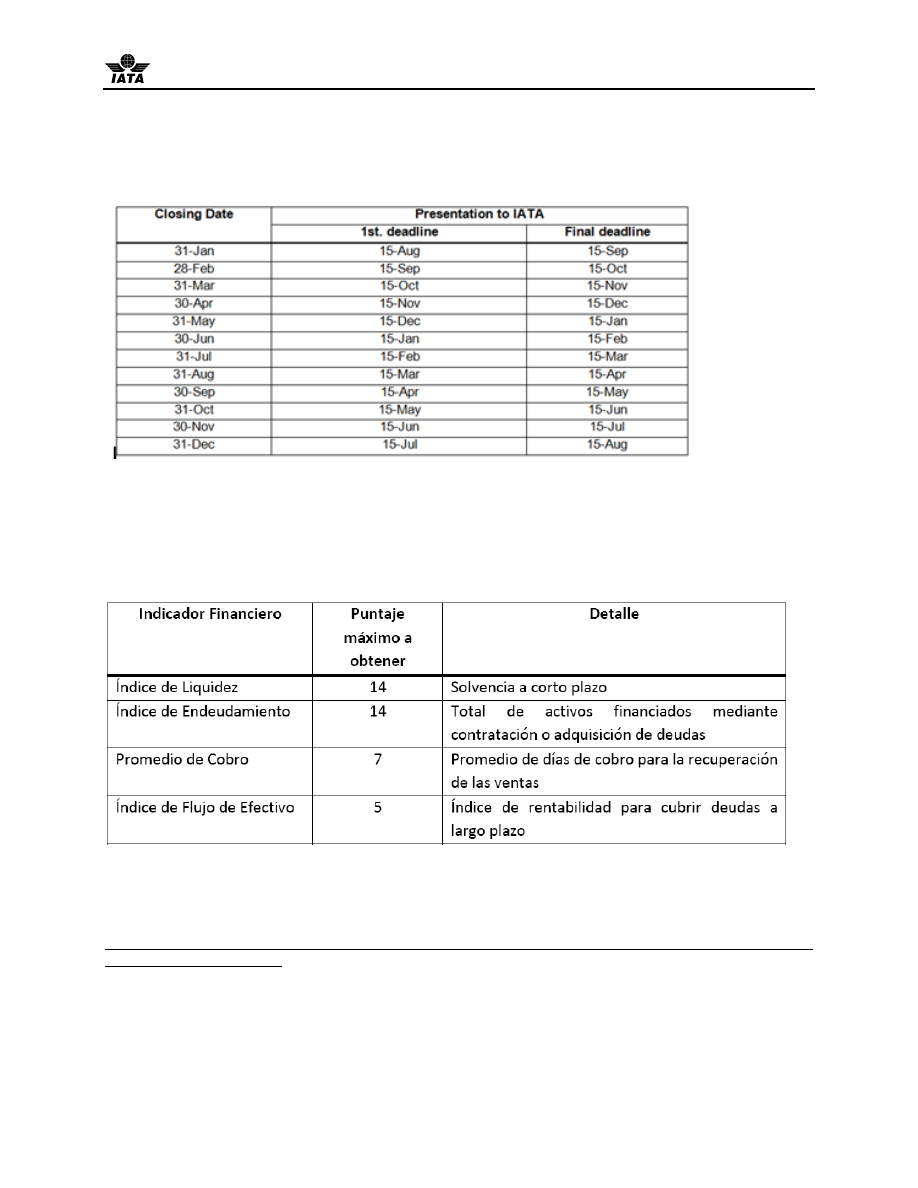 IATA
Closing Date Presentation to IATA
1st. deadline Final deadline
31-Jan 15-Aug 15-Sep
28-Feb 15-Sep 15-Oct
31-Mar 15-Oct 15-Nov
30-Apr 15-Nov 15-Dec
31-May 15-Dec 15-Jan
30-Jun 15-Jan 15-Feb
31-Jul 15-Feb 15-Mar
31-Aug 15-Mar 15-Apr
30-Sep 15-Apr 15-May
31-Oct 15-May 15-Jun
30-Nov 15-Jun 15-Jul
31-Dec 15-Jul 15-Aug
Indicador Financiero Puntaje Detalle
máximo a
obtener
Índice de Liquidez 14 Solvencia a corto plazo
Índice de Endeudamiento 14 Total de activos financiados mediante
contratación o adquisición de deudas
Promedio de Cobro 7 Promedio de días de cobro para la recuperación
de las ventas
Índice de Flujo de Efectivo 5 Índice de rentabilidad para cubrir deudas a
largo plazo